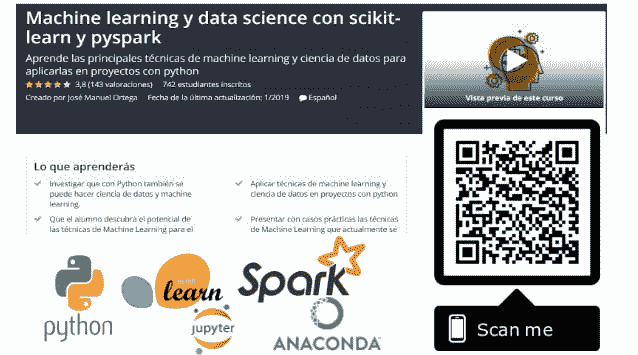 Machine learning y data science con scikit-
learn y pyspark
Aprende las principales técnicas de machine learning y ciencia de datos para
aplicarlas en proyectos con python
3,8 (143 valoraciones) 742 estudiantes inscritos
Creado por José Manuel Ortega Fecha de la última actualización: 1/2019 Español
Vista previa de este curso
Lo que aprenderás
Investigar que con Python también se
puede hacer ciencia de datos y machine
learning.
Que el alumno descubra el potencial de
las técnicas de Machine Learning para el
Aplicar técnicas de machine learning y
ciencia de datos en proyectos con python
Presentar con casos prácticas las técnicas
de Machine Learning que actualmente se
python
learn
jupyter
Spark
ANACONDA
Scan me